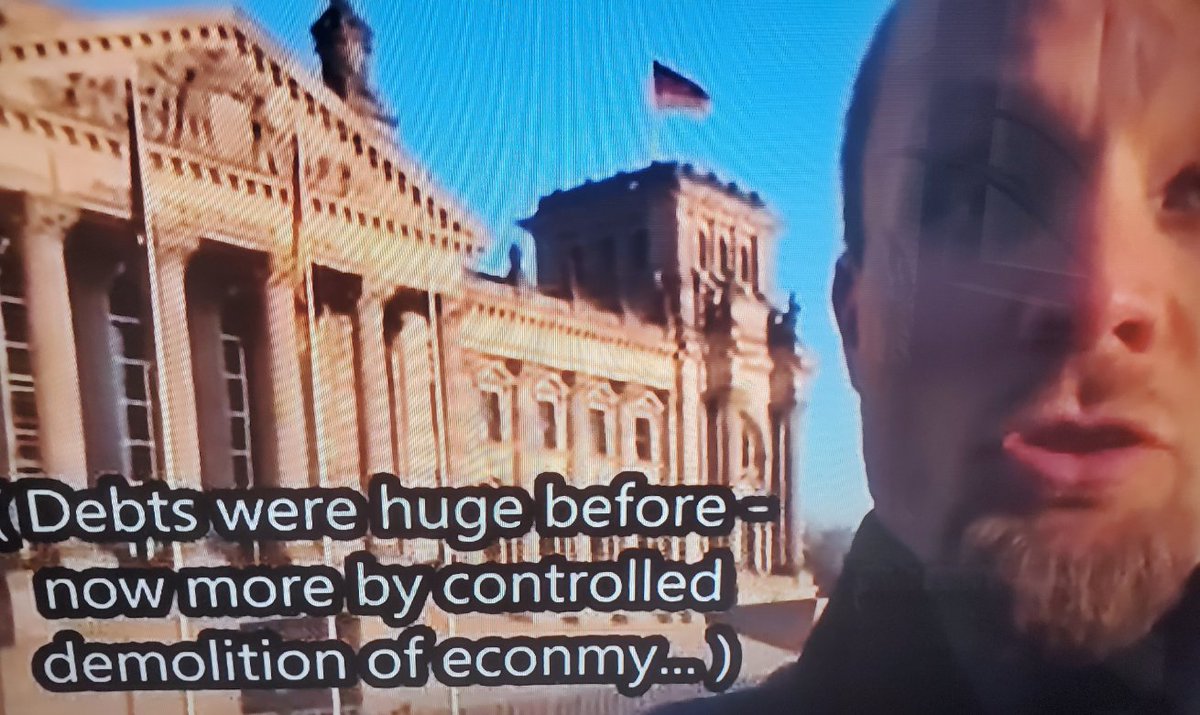 (Debts were huge before -
now more by controlled
demolition of econmy...)